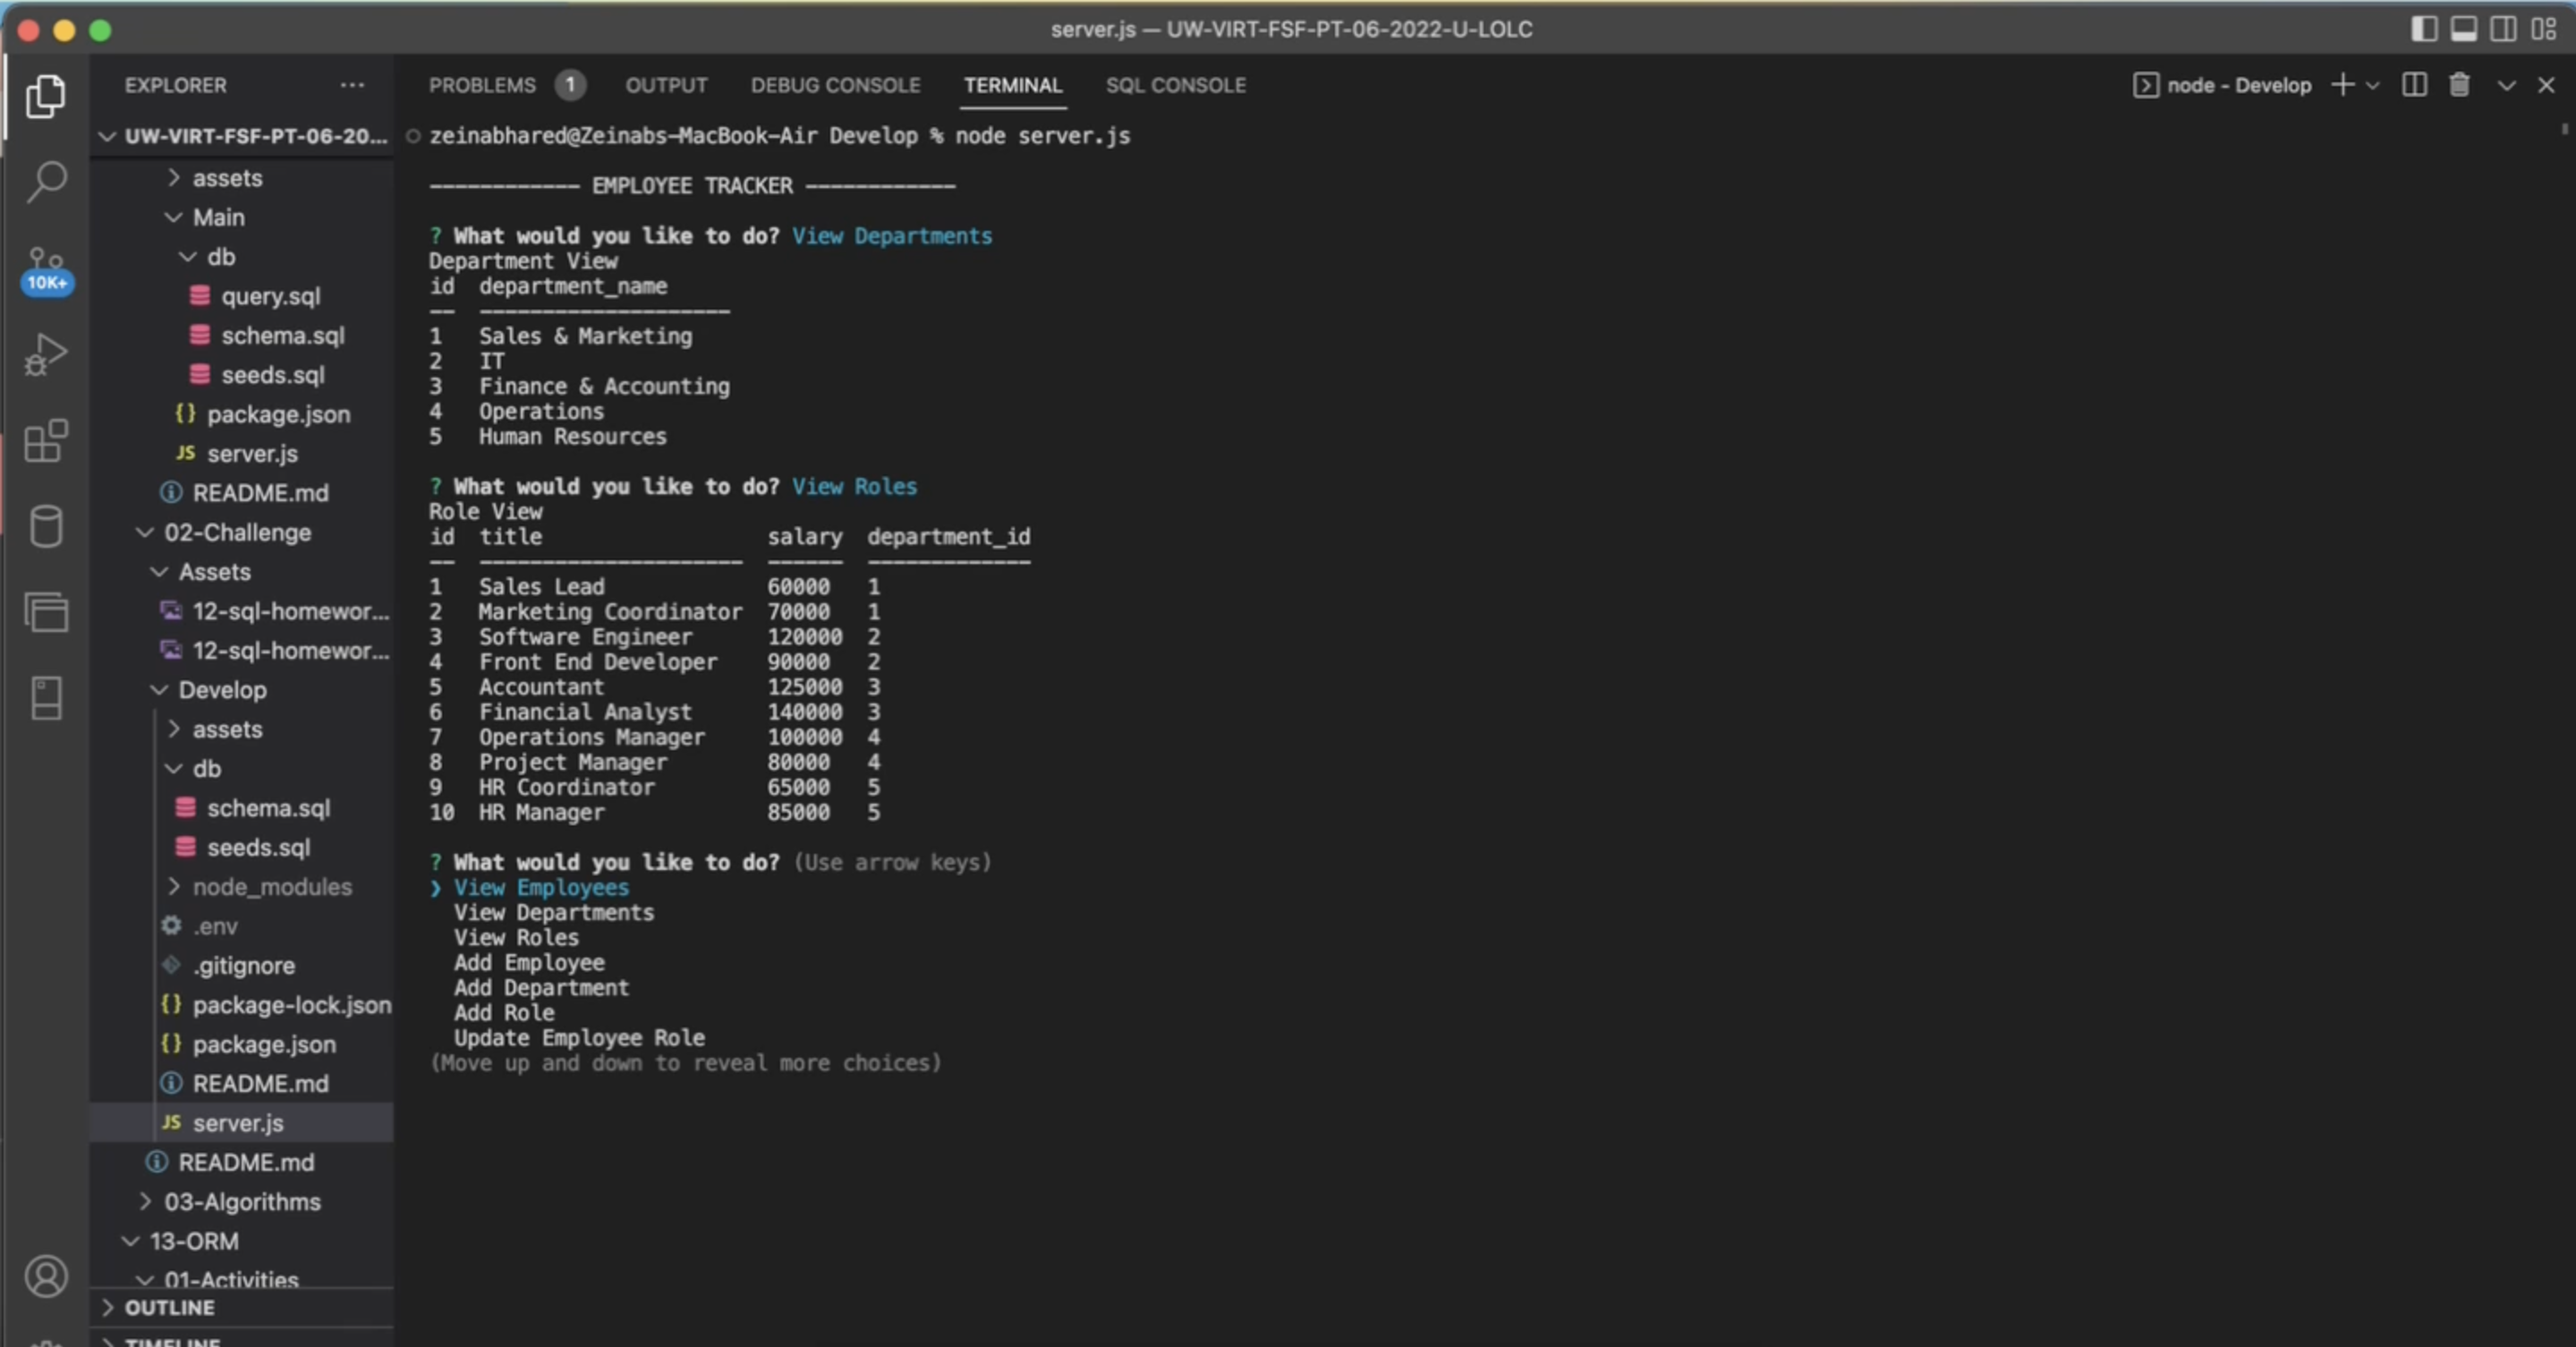 server.js — UW-VIRT-FSF-PT-06-2022-U-LOLC
EXPLORER
UW-VIRT-FSF-PT-06-20...
assets
Main
db
query.sql
schema.sql
seeds.sql
{} package.json
JS server.js
README.md
02-Challenge
Assets
12-sql-homewor...
12-sql-homewor...
Develop
assets
db
schema.sql
seeds.sql
node_modules
.env
.gitignore
{} package-lock.json
{} package.json
README.md
JS server.js
README.md
03-Algorithms
13-ORM
01-Activities
OUTLINE
TIMELINE
10K+
PROBLEMS 1 OUTPUT DEBUG CONSOLE TERMINAL SQL CONSOLE
node - Develop
zeinabhared@Zeinabs-MacBook-Air Develop % node server.js
------------ EMPLOYEE TRACKER ------------
? What would you like to do? View Departments
Department View
id department_name
-- --------------------
1 Sales & Marketing
2 IT
3 Finance & Accounting
4 Operations
5 Human Resources
? What would you like to do? View Roles
Role View
id title salary department_id
-- --------------------- ------ -------------
1 Sales Lead 60000 1
2 Marketing Coordinator 70000 1
3 Software Engineer 120000 2
4 Front End Developer 90000 2
5 Accountant 125000 3
6 Financial Analyst 140000 3
7 Operations Manager 100000 4
8 Project Manager 80000 4
9 HR Coordinator 65000 5
10 HR Manager 85000 5
? What would you like to do? (Use arrow keys)
❯ View Employees
View Departments
View Roles
Add Employee
Add Department
Add Role
Update Employee Role
(Move up and down to reveal more choices)